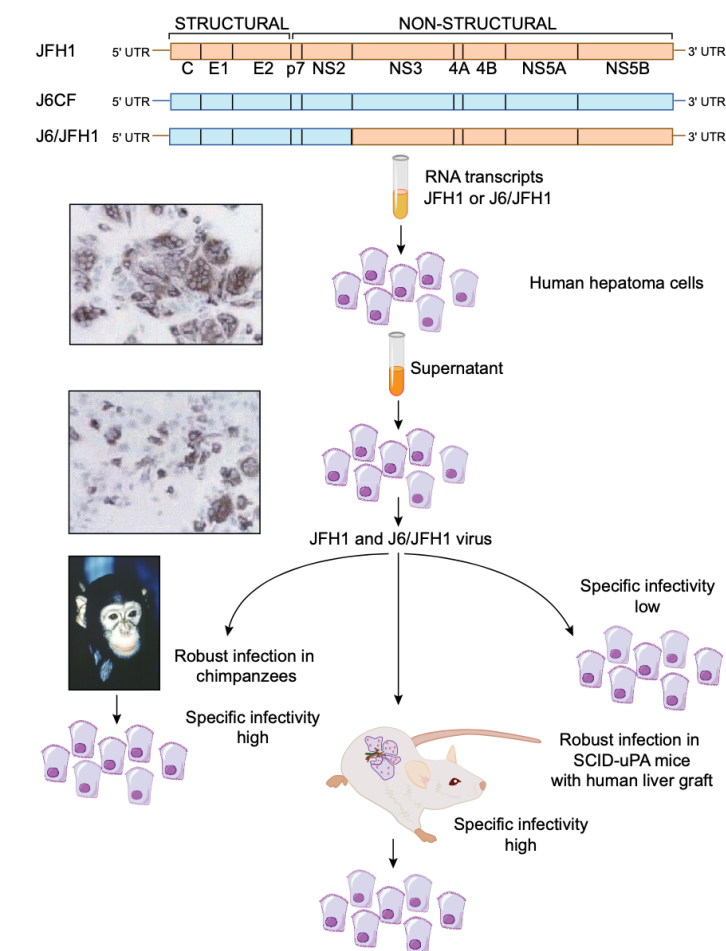 STRUCTURAL NON-STRUCTURAL
JFH1 5' UTR 3' UTR
C E1 E2 p7 NS2 NS3 4A 4B NS5A NS5B
J6CF 5' UTR 3' UTR
J6/JFH1 5' UTR 3' UTR
RNA transcripts
JFH1 or J6/JFH1
Human hepatoma cells
Supernatant
JFH1 and J6/JFH1 virus
Specific infectivity
low
Robust infection in
chimpanzees
Specific infectivity
high
Robust infection in
SCID-uPA mice
with human liver graft
Specific infectivity
high